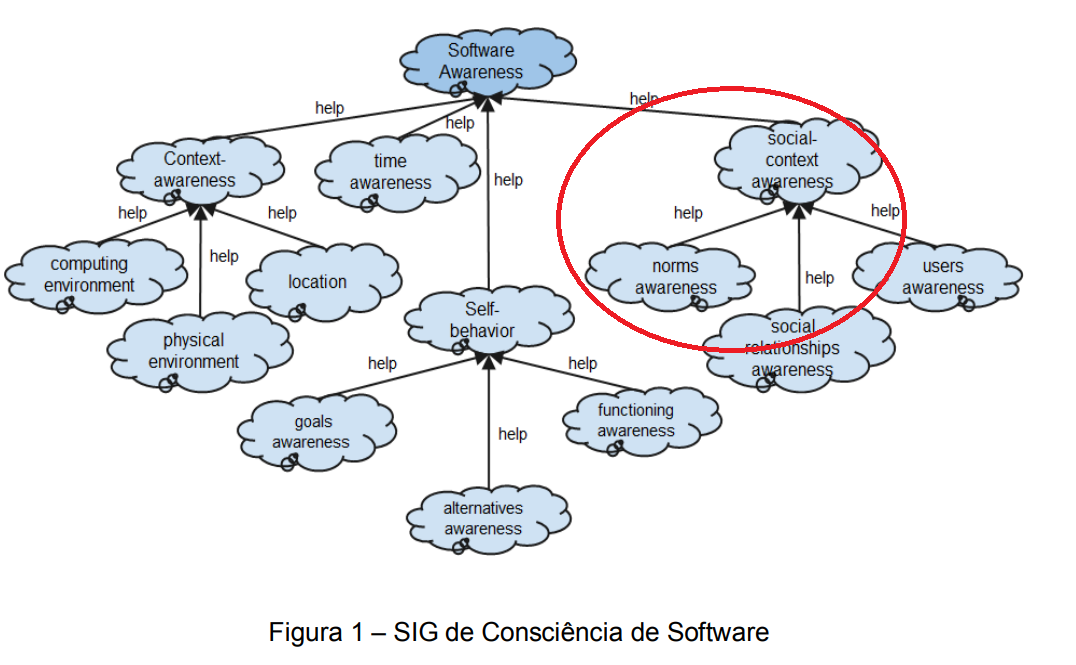 Software
Awareness
help
help
help
help
Context-
awareness
time
awareness
social-
context
awareness
help
help
help
help
help
help
computing
environment
physical
environment
location
Self-
behavior
norms
awareness
social
relationships
awareness
users
awareness
help
help
help
goals
awareness
alternatives
awareness
functioning
awareness
Figura 1 – SIG de Consciência de Software